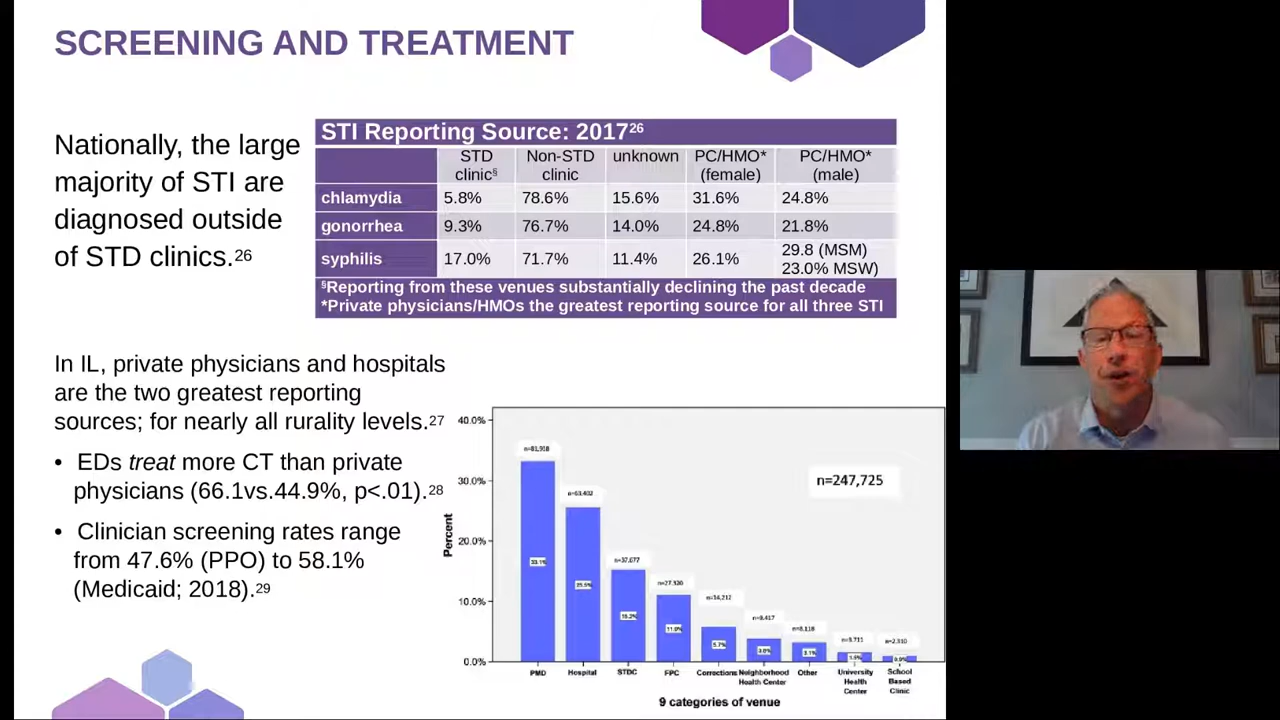 SCREENING AND TREATMENT
Nationally, the large
majority of STI are
diagnosed outside
of STD clinics.26
STI Reporting Source: 201726
STD clinic§ Non-STD clinic unknown PC/HMO* (female) PC/HMO* (male)
chlamydia 5.8% 78.6% 15.6% 31.6% 24.8%
gonorrhea 9.3% 76.7% 14.0% 24.8% 21.8%
syphilis 17.0% 71.7% 11.4% 26.1% 29.8 (MSM) 23.0% MSW)
§Reporting from these venues substantially declining the past decade
*Private physicians/HMOs the greatest reporting source for all three STI
In IL, private physicians and hospitals
are the two greatest reporting
sources; for nearly all rurality levels.27
• EDs treat more CT than private
physicians (66.1vs.44.9%, p<.01).28
• Clinician screening rates range
from 47.6% (PPO) to 58.1%
(Medicaid; 2018).29
Percent
40.0%
30.0%
20.0%
10.0%
0.0%
n=247,725
33.1%
11.0%
5.7%
3.1%
PMD
Hospital
STDC
FPC
Corrections
Neighborhood
Health Center
Other
University
Health
Center
School
Based
Clinic
9 categories of venue